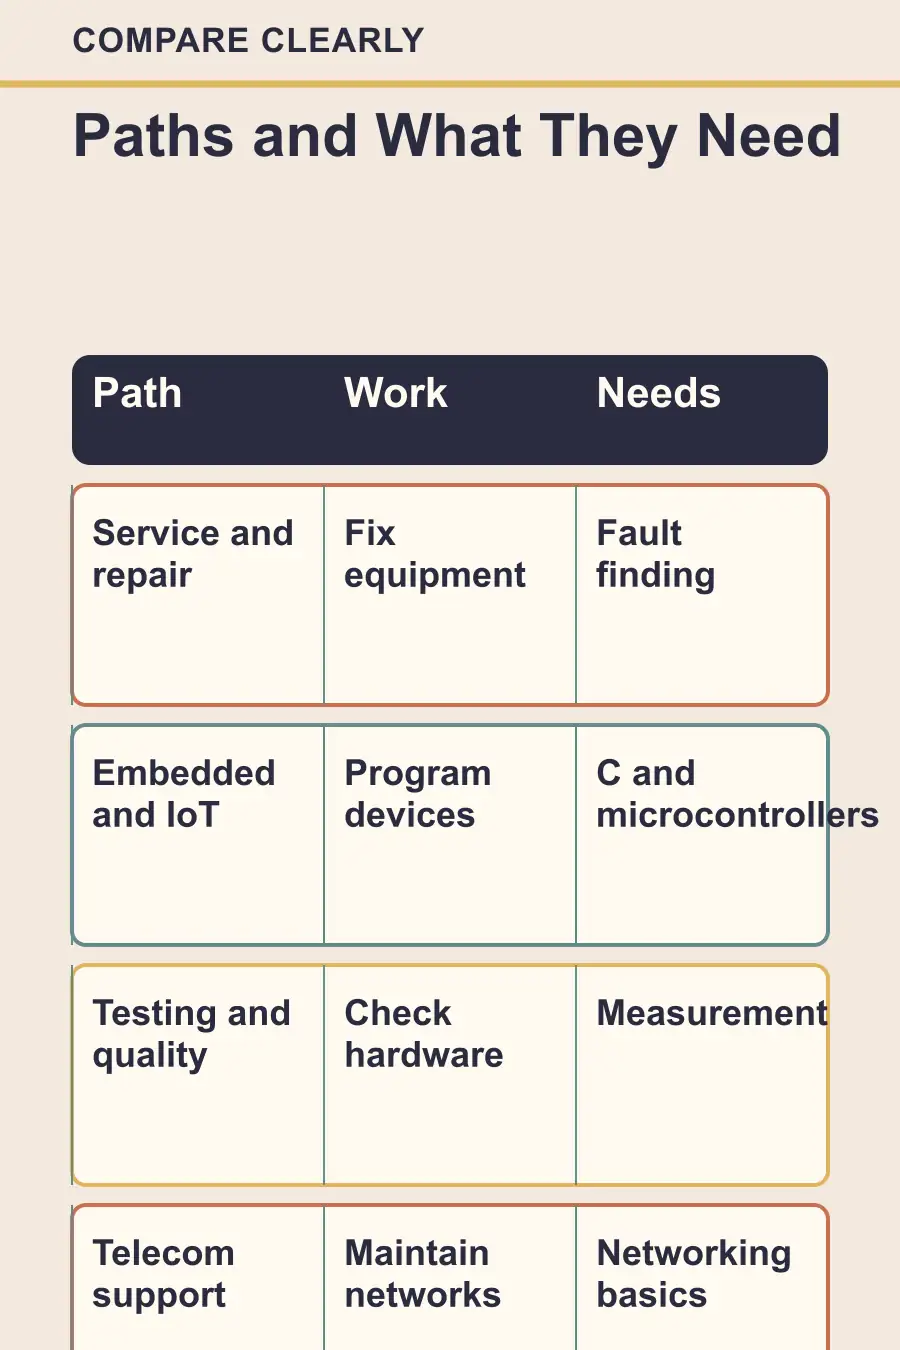 COMPARE CLEARLY
Paths and What They Need
Path Work Needs
Service and Fix Fault
repair equipment finding
Embedded Program C and
and IoT devices microcontrollers
Testing and Check Measurement
quality hardware
Telecom Maintain Networking
support networks basics